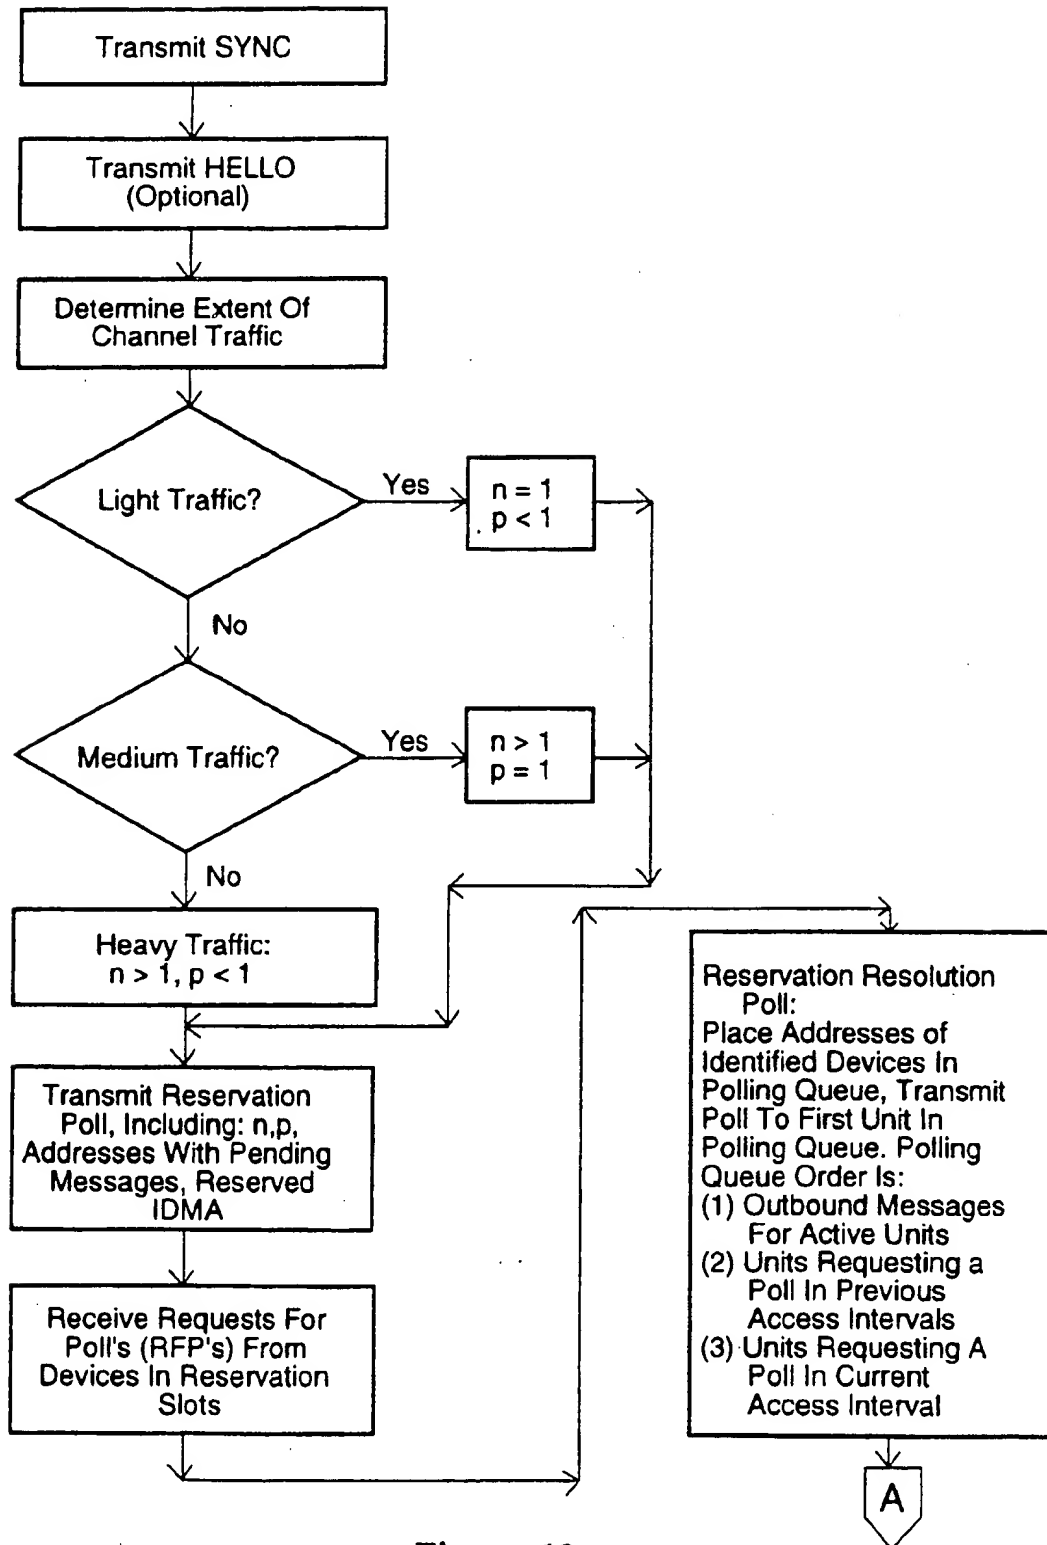 Transmit SYNC
Transmit HELLO
(Optional)
Determine Extent Of
Channel Traffic
Light Traffic?
Yes
n = 1
p < 1
No
Medium Traffic?
Yes
n > 1
p = 1
No
Heavy Traffic:
n > 1, p < 1
Transmit Reservation
Poll, Including: n,p,
Addresses With Pending
Messages, Reserved
IDMA
Receive Requests For
Poll's (RFP's) From
Devices In Reservation
Slots
Reservation Resolution
Poll:
Place Addresses of
Identified Devices In
Polling Queue, Transmit
Poll To First Unit In
Polling Queue. Polling
Queue Order Is:
(1) Outbound Messages
For Active Units
(2) Units Requesting a
Poll In Previous
Access Intervals
(3) Units Requesting A
Poll In Current
Access Interval
A